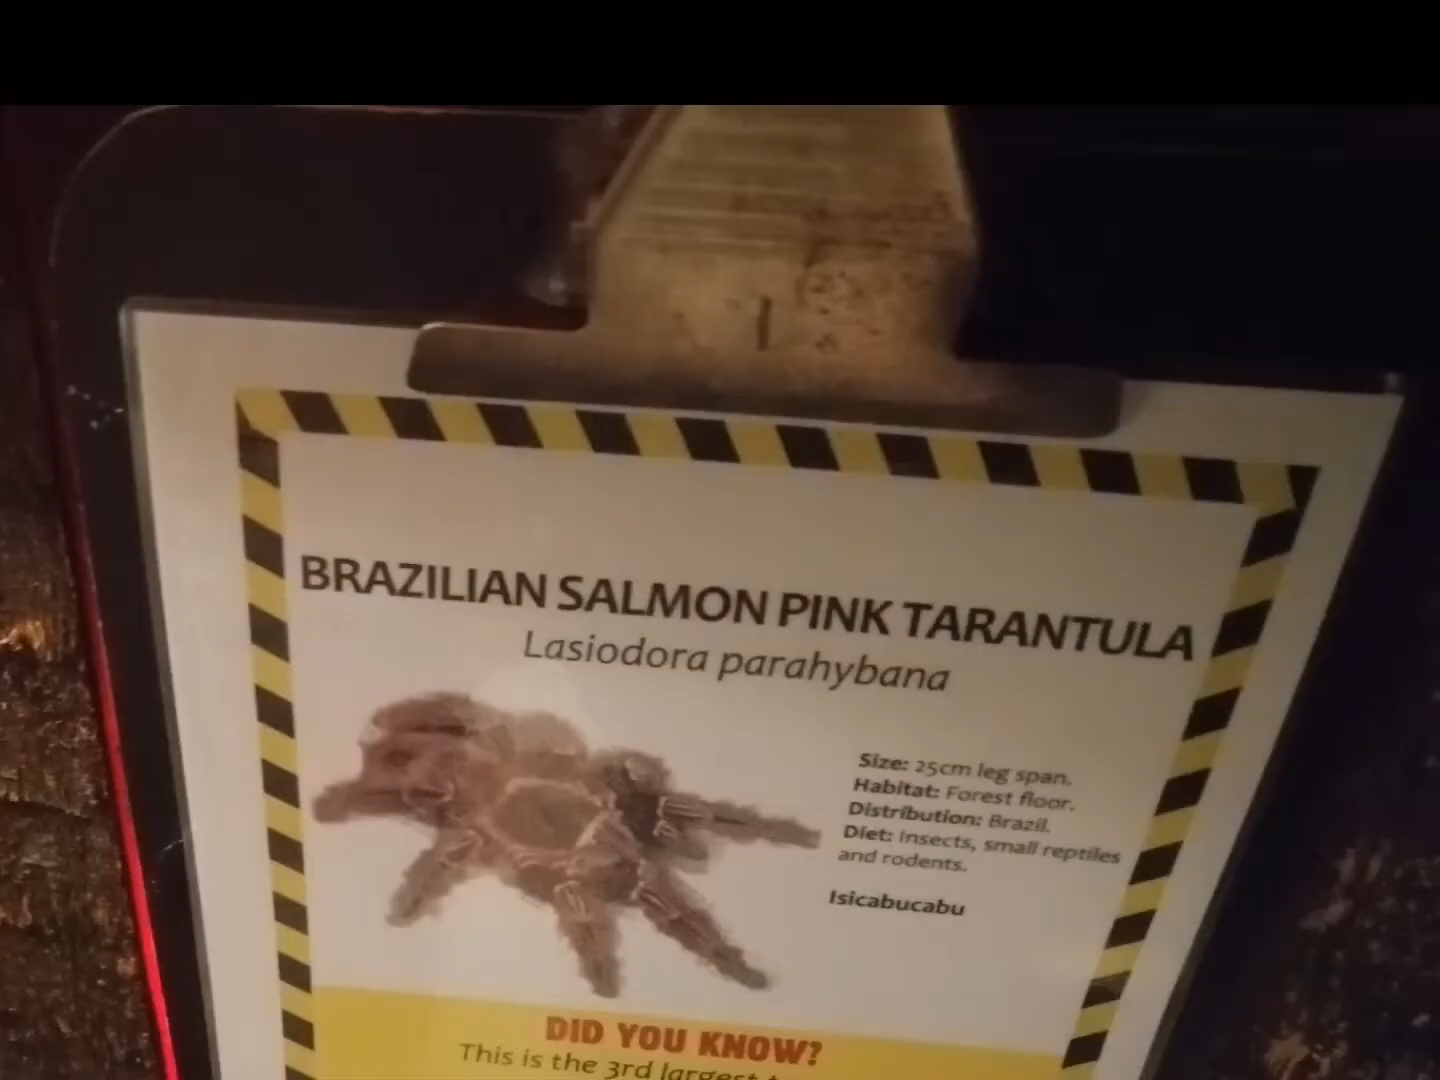 BRAZILIAN SALMON PINK TARANTULA
Lasiodora parahybana
Size: 25cm leg span.
Habitat: Forest floor.
Distribution: Brazil.
Diet: Insects, small reptiles
and rodents.
Isicabucabu
DID YOU KNOW?
This is the 3rd largest